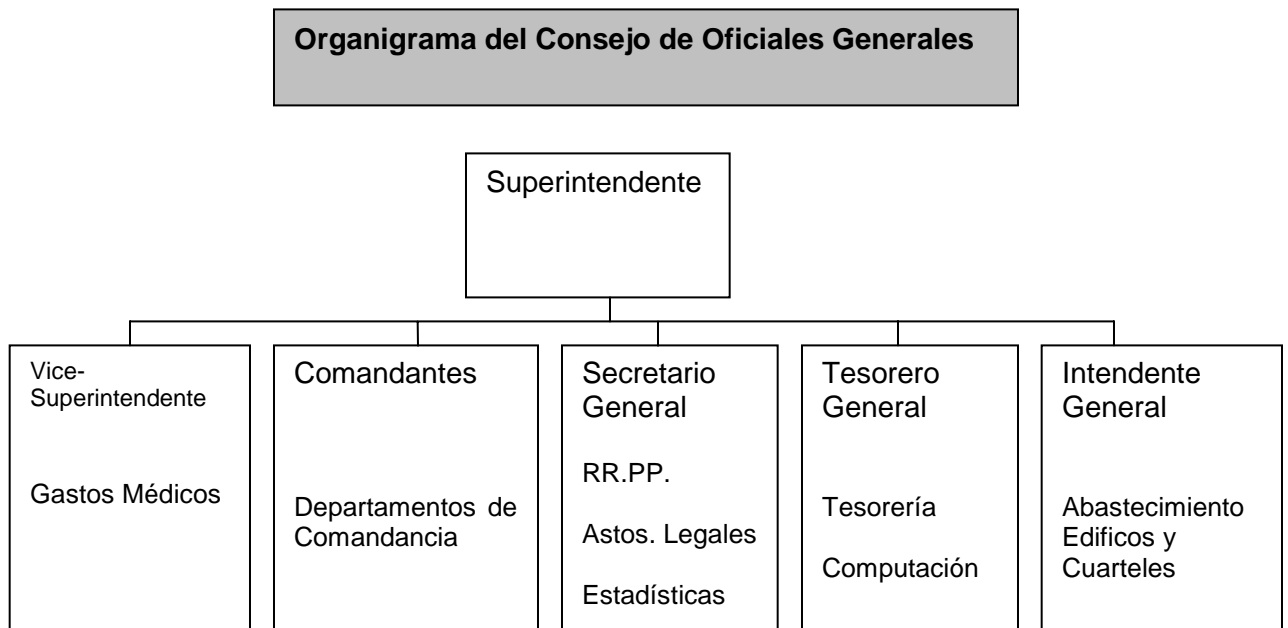 Organigrama del Consejo de Oficiales Generales
Superintendente
Vice-
Superintendente
Gastos Médicos
Comandantes
Departamentos de
Comandancia
Secretario
General
RR.PP.
Astos. Legales
Estadísticas
Tesorero
General
Tesorería
Computación
Intendente
General
Abastecimiento
Edificos y
Cuarteles